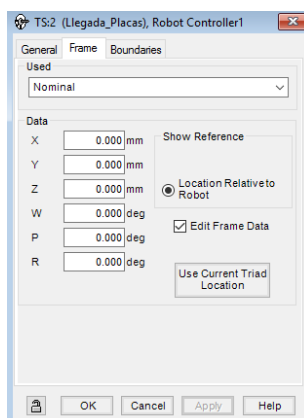 TS:2 (Llegada_Placas), Robot Controller1
General Frame Boundaries
Used
Nominal
Data
X 0.000 mm
Y 0.000 mm
Z 0.000 mm
W 0.000 deg
P 0.000 deg
R 0.000 deg
Show Reference
Location Relative to
Robot
Edit Frame Data
Use Current Triad
Location
OK Cancel Apply Help